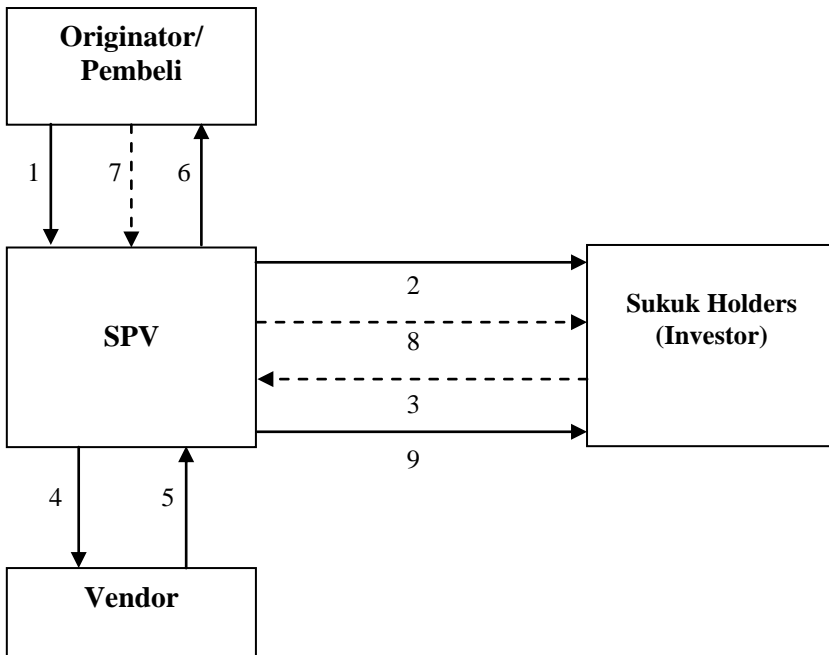 Originator/
Pembeli
1
7
6
SPV
2
8
3
9
Sukuk Holders
(Investor)
4
5
Vendor